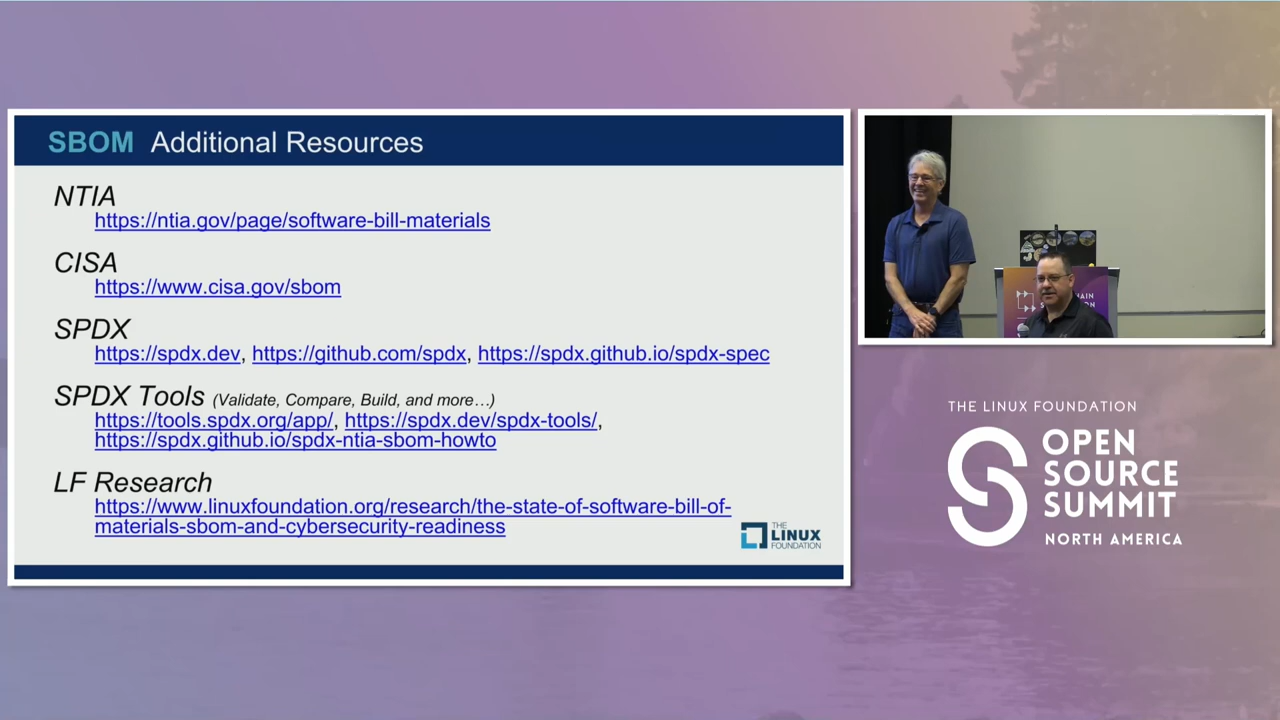 SBOM Additional Resources
NTIA
https://ntia.gov/page/software-bill-materials
CISA
https://www.cisa.gov/sbom
SPDX
https://spdx.dev, https://github.com/spdx, https://spdx.github.io/spdx-spec
SPDX Tools (Validate, Compare, Build, and more…)
https://tools.spdx.org/app/, https://spdx.dev/spdx-tools/,
https://spdx.github.io/spdx-ntia-sbom-howto
LF Research
https://www.linuxfoundation.org/research/the-state-of-software-bill-of-
materials-sbom-and-cybersecurity-readiness
THE
LINUX
FOUNDATION
THE LINUX FOUNDATION
OPEN
SOURCE
SUMMIT
NORTH AMERICA